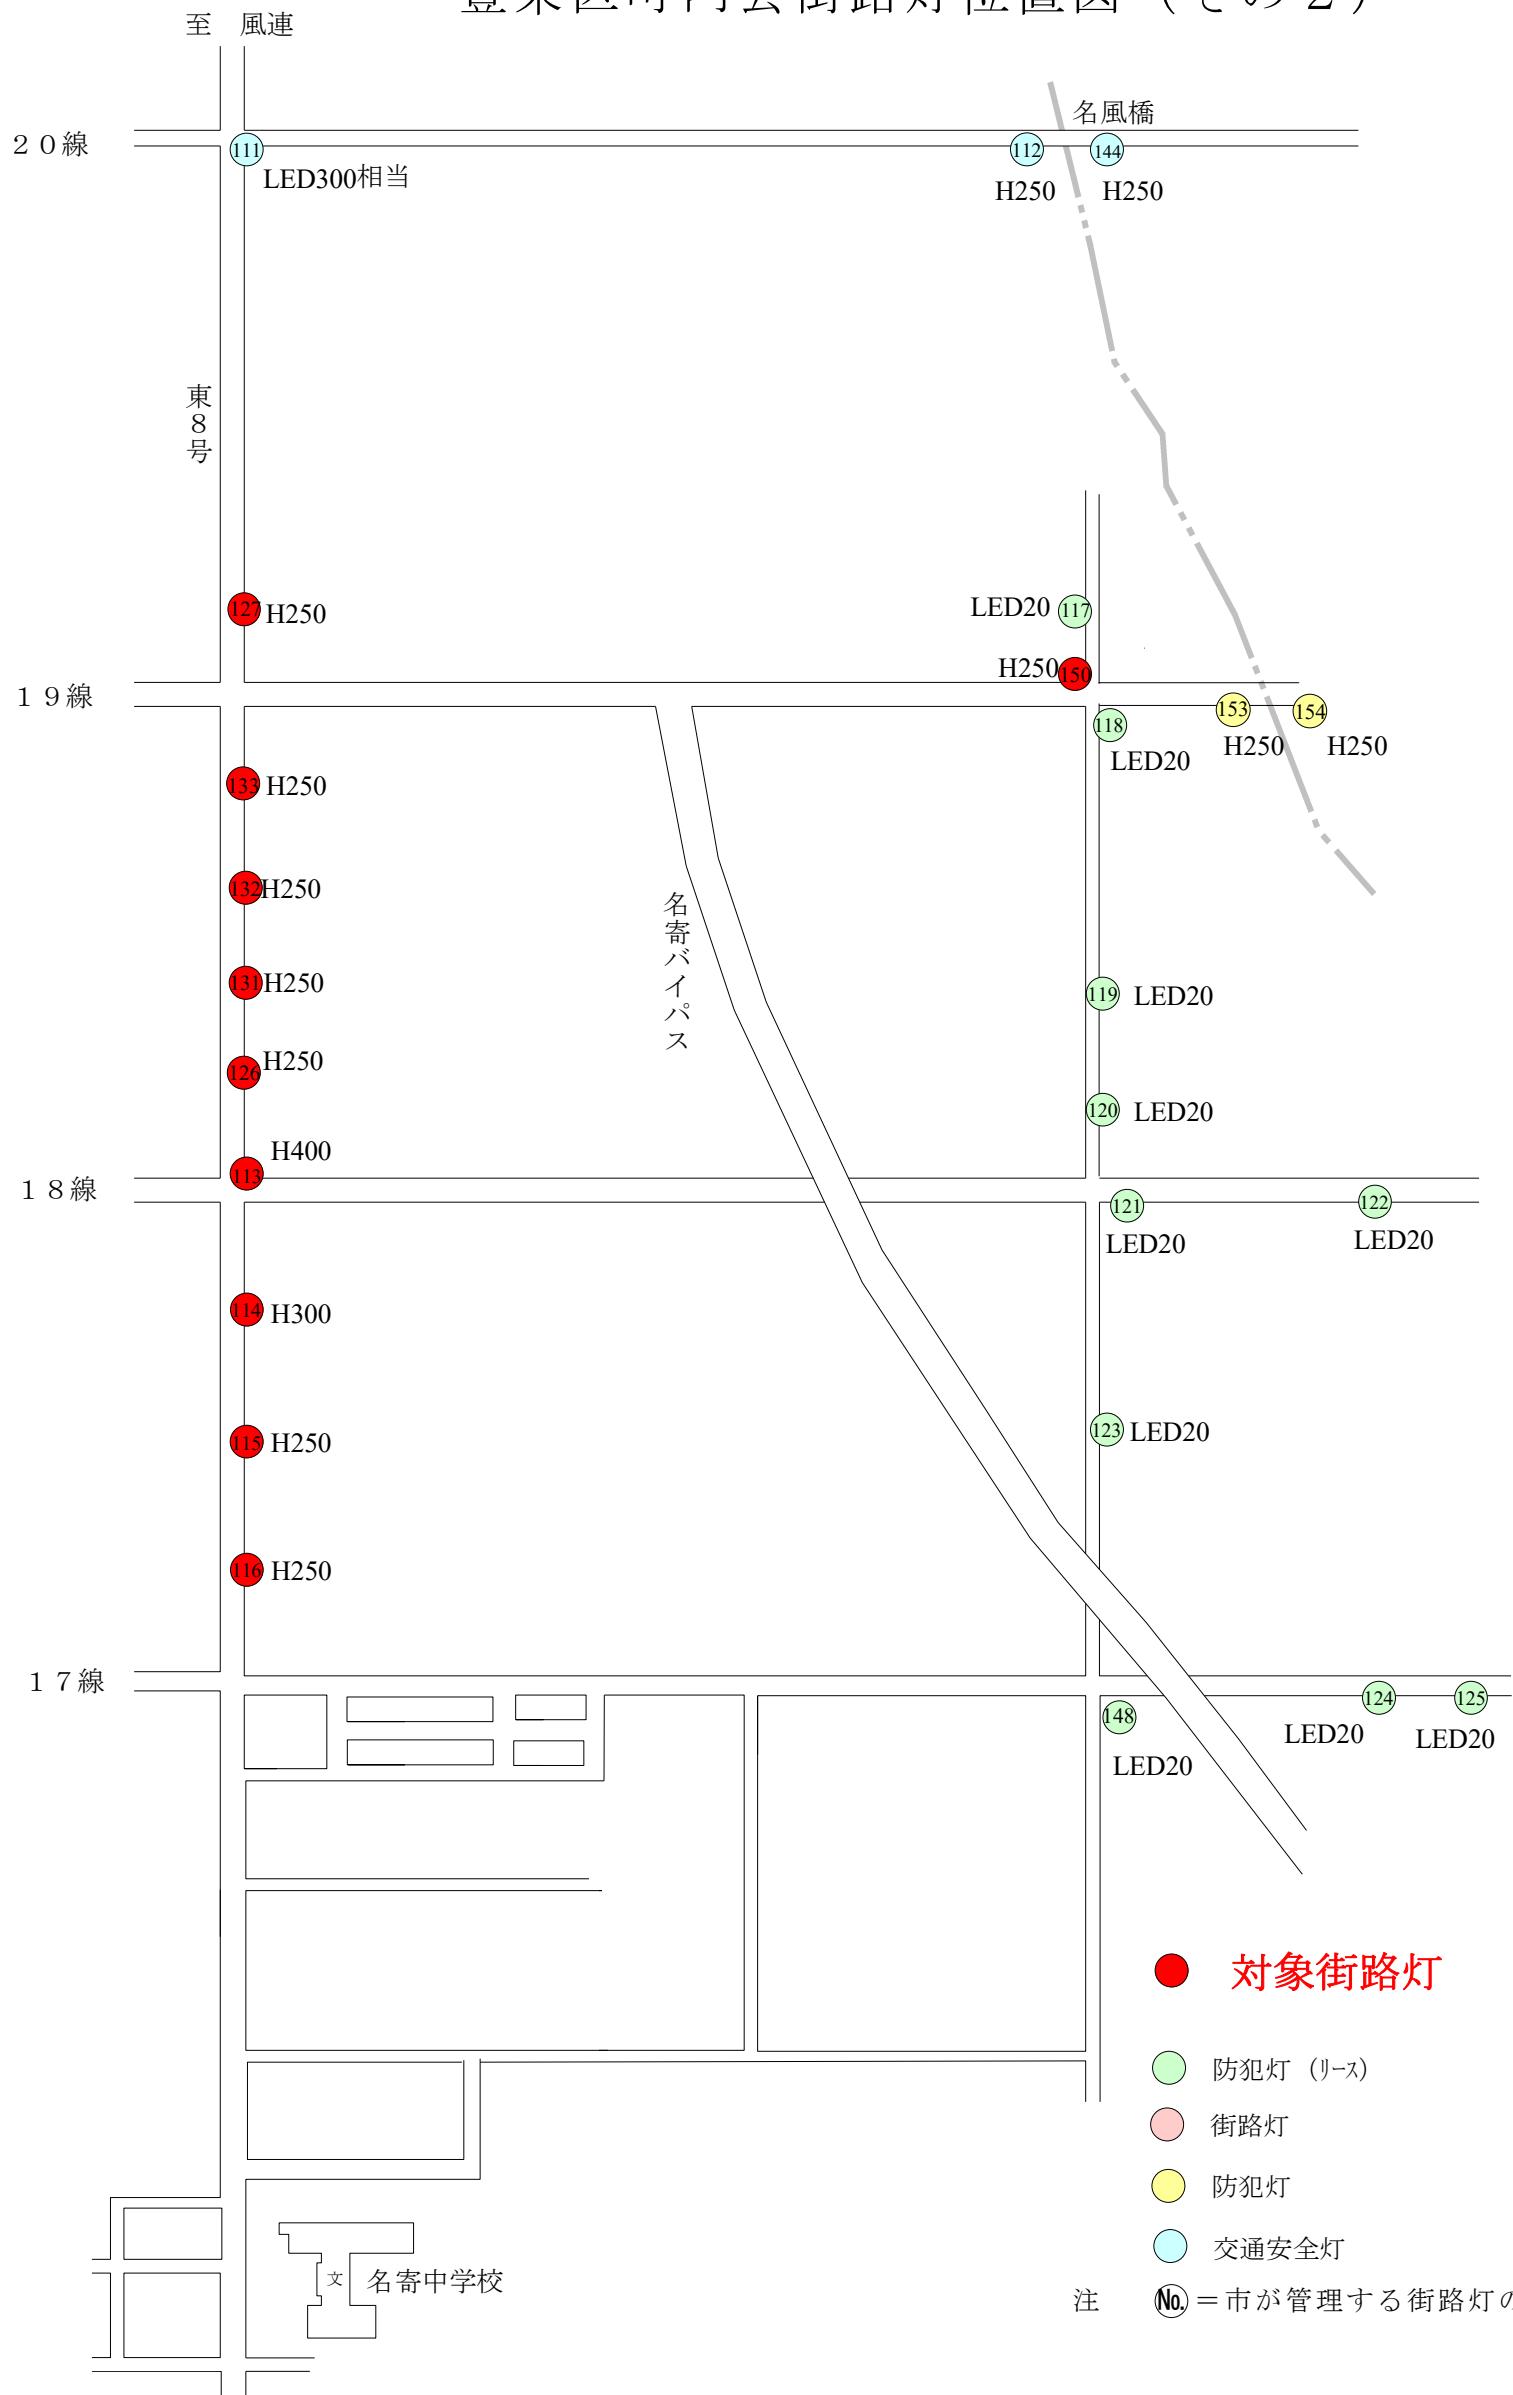 至　風連
名風橋
２０線
111
112
144
LED300相当
H250
H250
東８号
127
H250
LED20
117
H250
150
１９線
118
153
154
LED20
H250
H250
133
H250
132
H250
名寄バイパス
131
H250
119
LED20
126
H250
120
LED20
113
H400
１８線
121
122
LED20
LED20
114
H300
115
H250
123
LED20
116
H250
１７線
148
124
125
LED20
LED20
LED20
対象街路灯
防犯灯（ﾘｰｽ）
街路灯
防犯灯
交通安全灯
文
名寄中学校
注　№＝市が管理する街路灯の